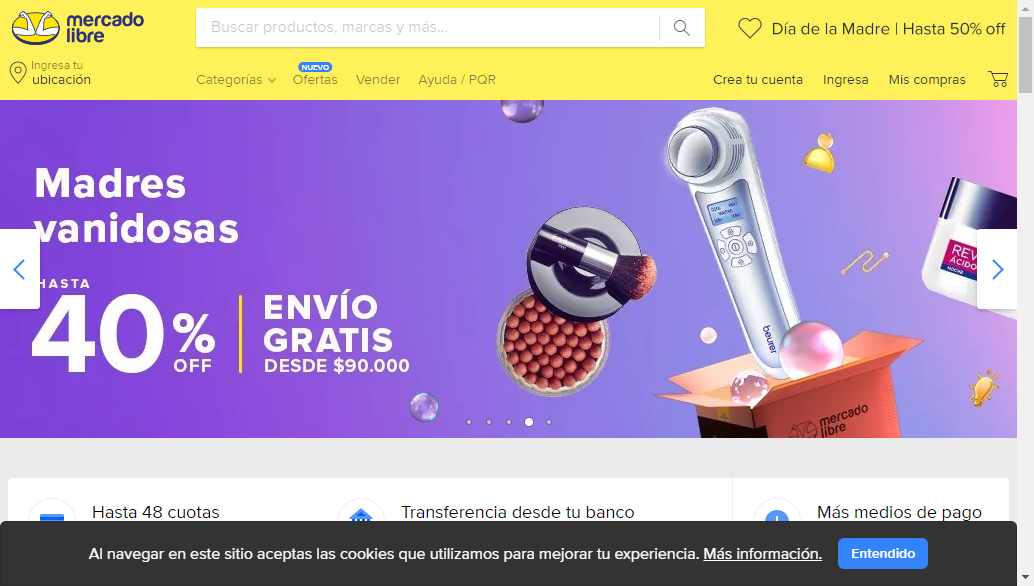 mercado
libre
Buscar productos, marcas y más...
Día de la Madre | Hasta 50% off
Ingresa tu
ubicación
Categorías
NUEVO
Ofertas
Vender
Ayuda / PQR
Crea tu cuenta
Ingresa
Mis compras
Madres
vanidosas
HASTA
40%
OFF
ENVÍO
GRATIS
DESDE $90.000
beurer
REV
ÁCIDO
NOCHE
mercado
libre
Hasta 48 cuotas
Transferencia desde tu banco
Más medios de pago
Al navegar en este sitio aceptas las cookies que utilizamos para mejorar tu experiencia. Más información.
Entendido